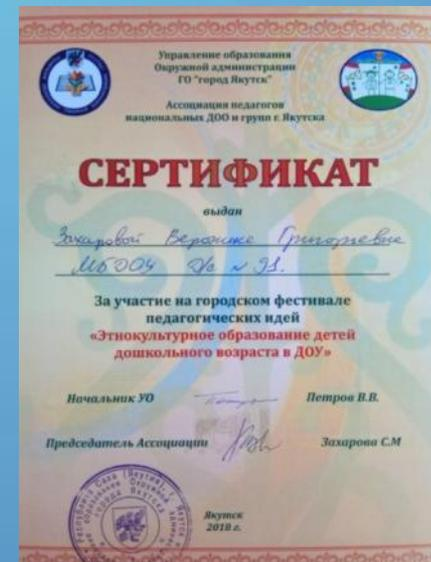 Управление образования
Окружной администрации
ГО "город Якутск"
Ассоциация педагогов
национальных ДОО и групп г. Якутска
СЕРТИФИКАТ
выдан
Захаровой Веронике Григорьевне
МБДОУ д/с № 91.
За участие на городском фестивале
педагогических идей
«Этнокультурное образование детей
дошкольного возраста в ДОУ»
Начальник УО Петров В.В.
Председатель Ассоциации Захарова С.М
Якутск
2018 г.